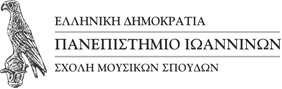 ΕΛΛΗΝΙΚΗ ΔΗΜΟΚΡΑΤΙΑ
ΠΑΝΕΠΙΣΤΗΜΙΟ ΙΩΑΝΝΙΝΩΝ
ΣΧΟΛΗ ΜΟΥΣΙΚΩΝ ΣΠΟΥΔΩΝ